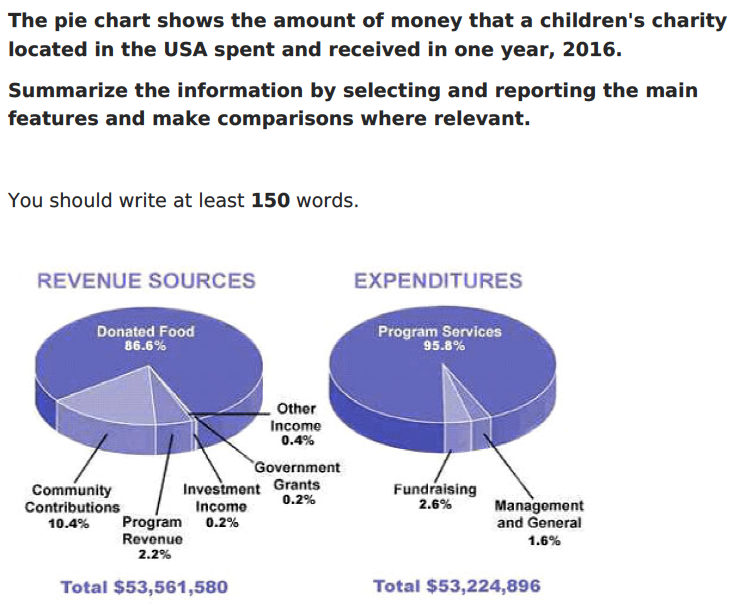 The pie chart shows the amount of money that a children's charity
located in the USA spent and received in one year, 2016.
Summarize the information by selecting and reporting the main
features and make comparisons where relevant.
You should write at least 150 words.
REVENUE SOURCES
Donated Food
86.6%
Other
Income
0.4%
Government
Grants
0.2%
Investment
Income
0.2%
Program
Revenue
2.2%
Community
Contributions
10.4%
Total $53,561,580
EXPENDITURES
Program Services
95.8%
Fundraising
2.6%
Management
and General
1.6%
Total $53,224,896